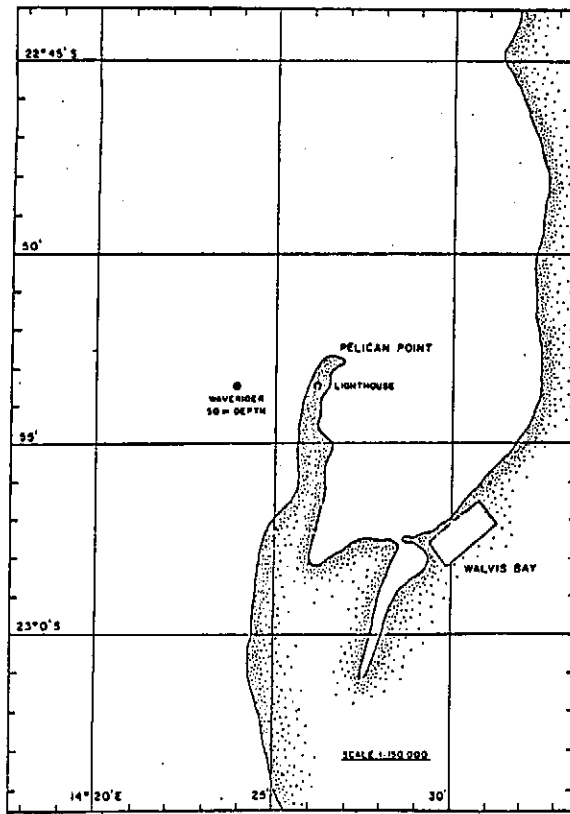 22°45'S
50'
PELICAN POINT
LIGHTHOUSE
WAVERIDER
50 m DEPTH
55'
WALVIS BAY
23°0'S
SCALE 1:150 000
14°20'E
25'
30'